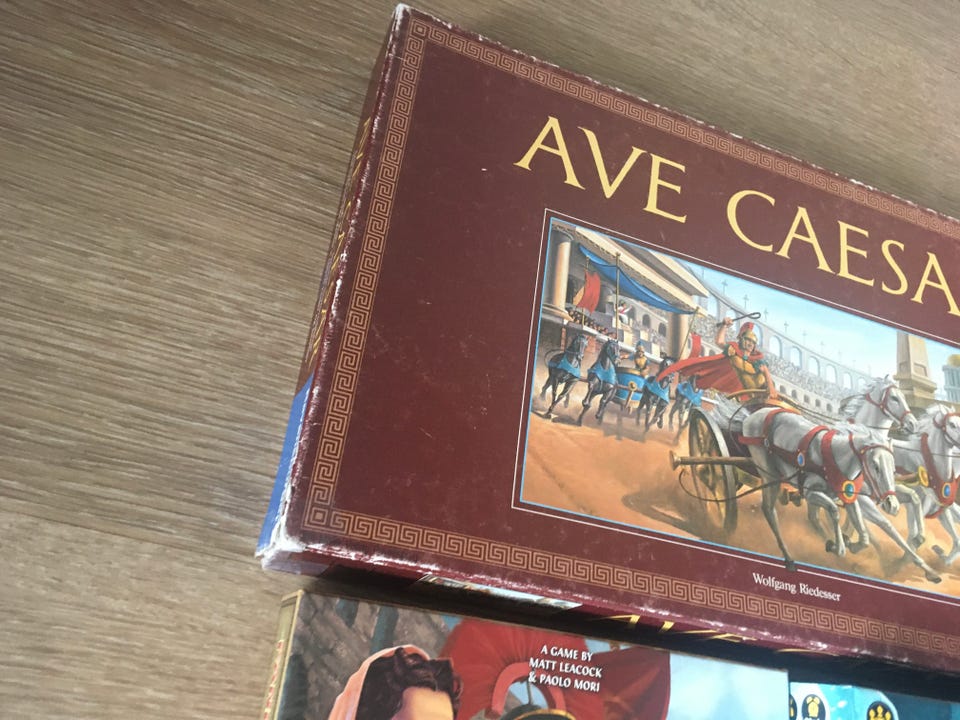 AVE CAESA
Wolfgang Riedesser
A GAME BY
MATT LEACOCK
& PAOLO MORI